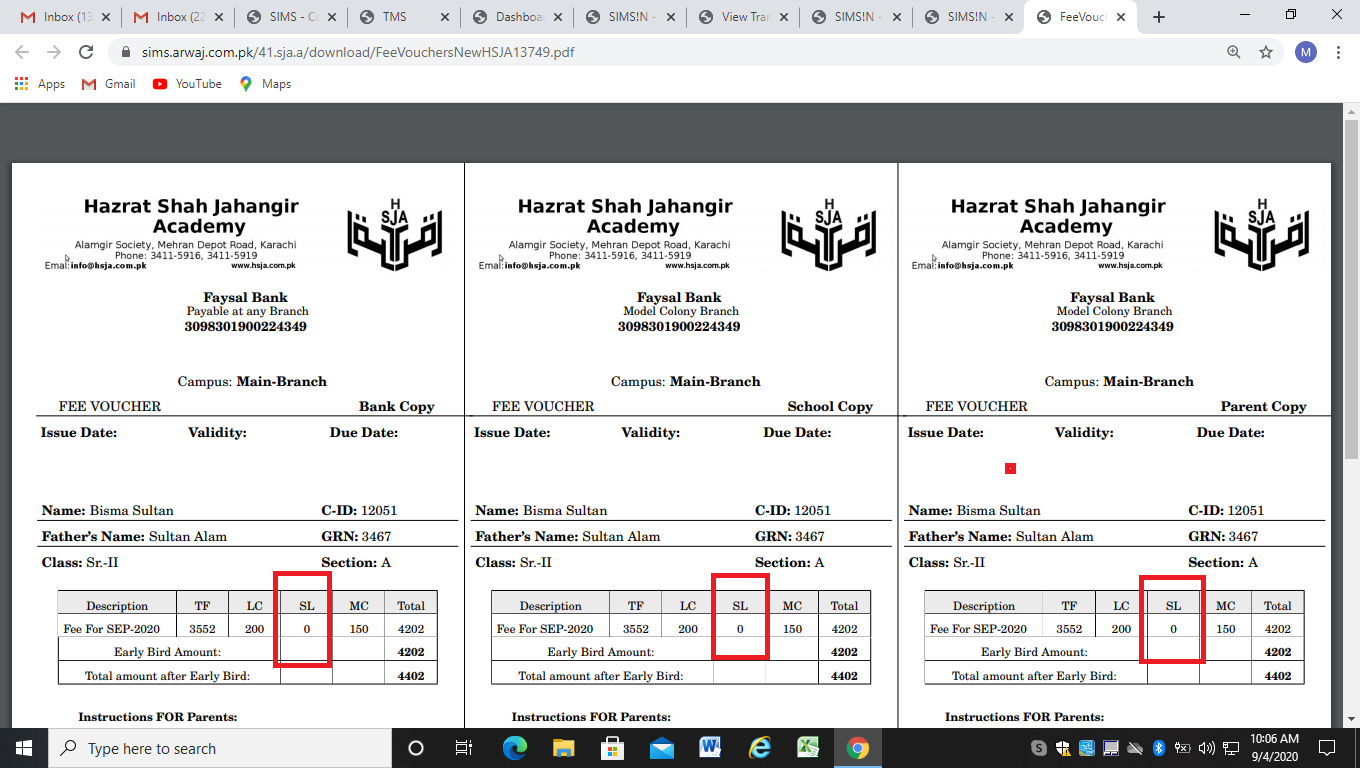 Inbox (13
Inbox (22
SIMS - Ce
TMS
Dashboa
SIMS!N -
View Tran
SIMS!N -
SIMS!N -
FeeVouch
sims.arwaj.com.pk/41.sja.a/download/FeeVouchersNewHSJA13749.pdf
M
Apps
Gmail
YouTube
Maps
Hazrat Shah Jahangir
Academy
Alamgir Society, Mehran Depot Road, Karachi
Phone: 3411-5916, 3411-5919
Email:info@hsja.com.pk www.hsja.com.pk
H
SJA
Faysal Bank
Payable at any Branch
3098301900224349
Campus: Main-Branch
FEE VOUCHER Bank Copy
Issue Date: Validity: Due Date:
Name: Bisma Sultan C-ID: 12051
Father's Name: Sultan Alam GRN: 3467
Class: Sr.-II Section: A
Description TF LC SL MC Total
Fee For SEP-2020 3552 200 0 150 4202
Early Bird Amount: 4202
Total amount after Early Bird: 4402
Instructions FOR Parents:
Hazrat Shah Jahangir
Academy
Alamgir Society, Mehran Depot Road, Karachi
Phone: 3411-5916, 3411-5919
Email:info@hsja.com.pk www.hsja.com.pk
H
SJA
Faysal Bank
Model Colony Branch
3098301900224349
Campus: Main-Branch
FEE VOUCHER School Copy
Issue Date: Validity: Due Date:
Name: Bisma Sultan C-ID: 12051
Father's Name: Sultan Alam GRN: 3467
Class: Sr.-II Section: A
Description TF LC SL MC Total
Fee For SEP-2020 3552 200 0 150 4202
Early Bird Amount: 4202
Total amount after Early Bird: 4402
Instructions FOR Parents:
Hazrat Shah Jahangir
Academy
Alamgir Society, Mehran Depot Road, Karachi
Phone: 3411-5916, 3411-5919
Email:info@hsja.com.pk www.hsja.com.pk
H
SJA
Faysal Bank
Model Colony Branch
3098301900224349
Campus: Main-Branch
FEE VOUCHER Parent Copy
Issue Date: Validity: Due Date:
Name: Bisma Sultan C-ID: 12051
Father's Name: Sultan Alam GRN: 3467
Class: Sr.-II Section: A
Description TF LC SL MC Total
Fee For SEP-2020 3552 200 0 150 4202
Early Bird Amount: 4202
Total amount after Early Bird: 4402
Instructions FOR Parents:
Type here to search
10:06 AM
9/4/2020